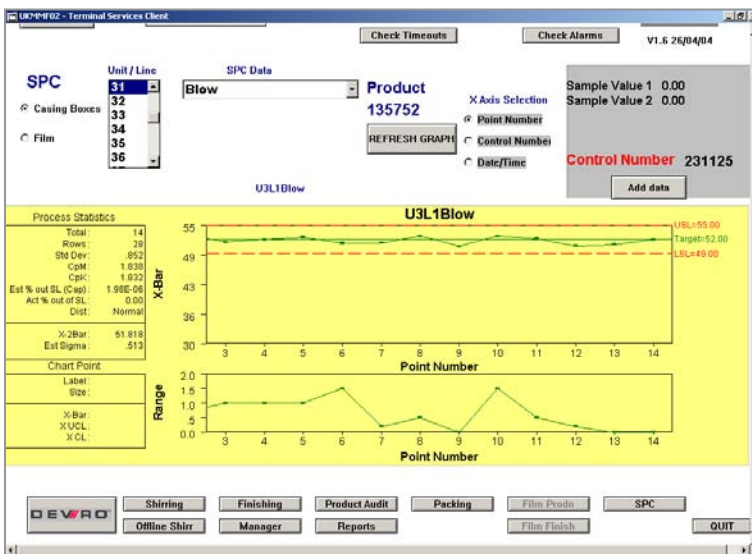 UKMMF02 - Terminal Services Client
Check Timeouts
Check Alarms
V1.6 26/04/04
SPC
Casing Boxes
Film
Unit / Line
31
32
33
34
35
36
SPC Data
Blow
Product
135752
REFRESH GRAPH
X Axis Selection
Point Number
Control Number
Date/Time
Sample Value 1 0.00
Sample Value 2 0.00
Control Number 231125
Add data
U3L1Blow
Process Statistics
Total: 14
Rows: 28
Std Dev: .852
CpM: 1.838
CpK: 1.832
Est % out SL (Cap): 1.98E-06
Act % out of SL: 0.00
Dist: Normal
X-2Bar: 51.818
Est Sigma: .513
Chart Point
Label:
Size:
X-Bar:
X UCL:
X CL:
U3L1Blow
X-Bar
55
49
43
36
30
USL=55.00
Target=52.00
LSL=49.00
3 4 5 6 7 8 9 10 11 12 13 14
Point Number
Range
2.0
1.5
1.0
.5
0.0
3 4 5 6 7 8 9 10 11 12 13 14
Point Number
DEVRO
Shirring
Finishing
Product Audit
Packing
Film Prodn
SPC
Offline Shirr
Manager
Reports
Film Finish
QUIT